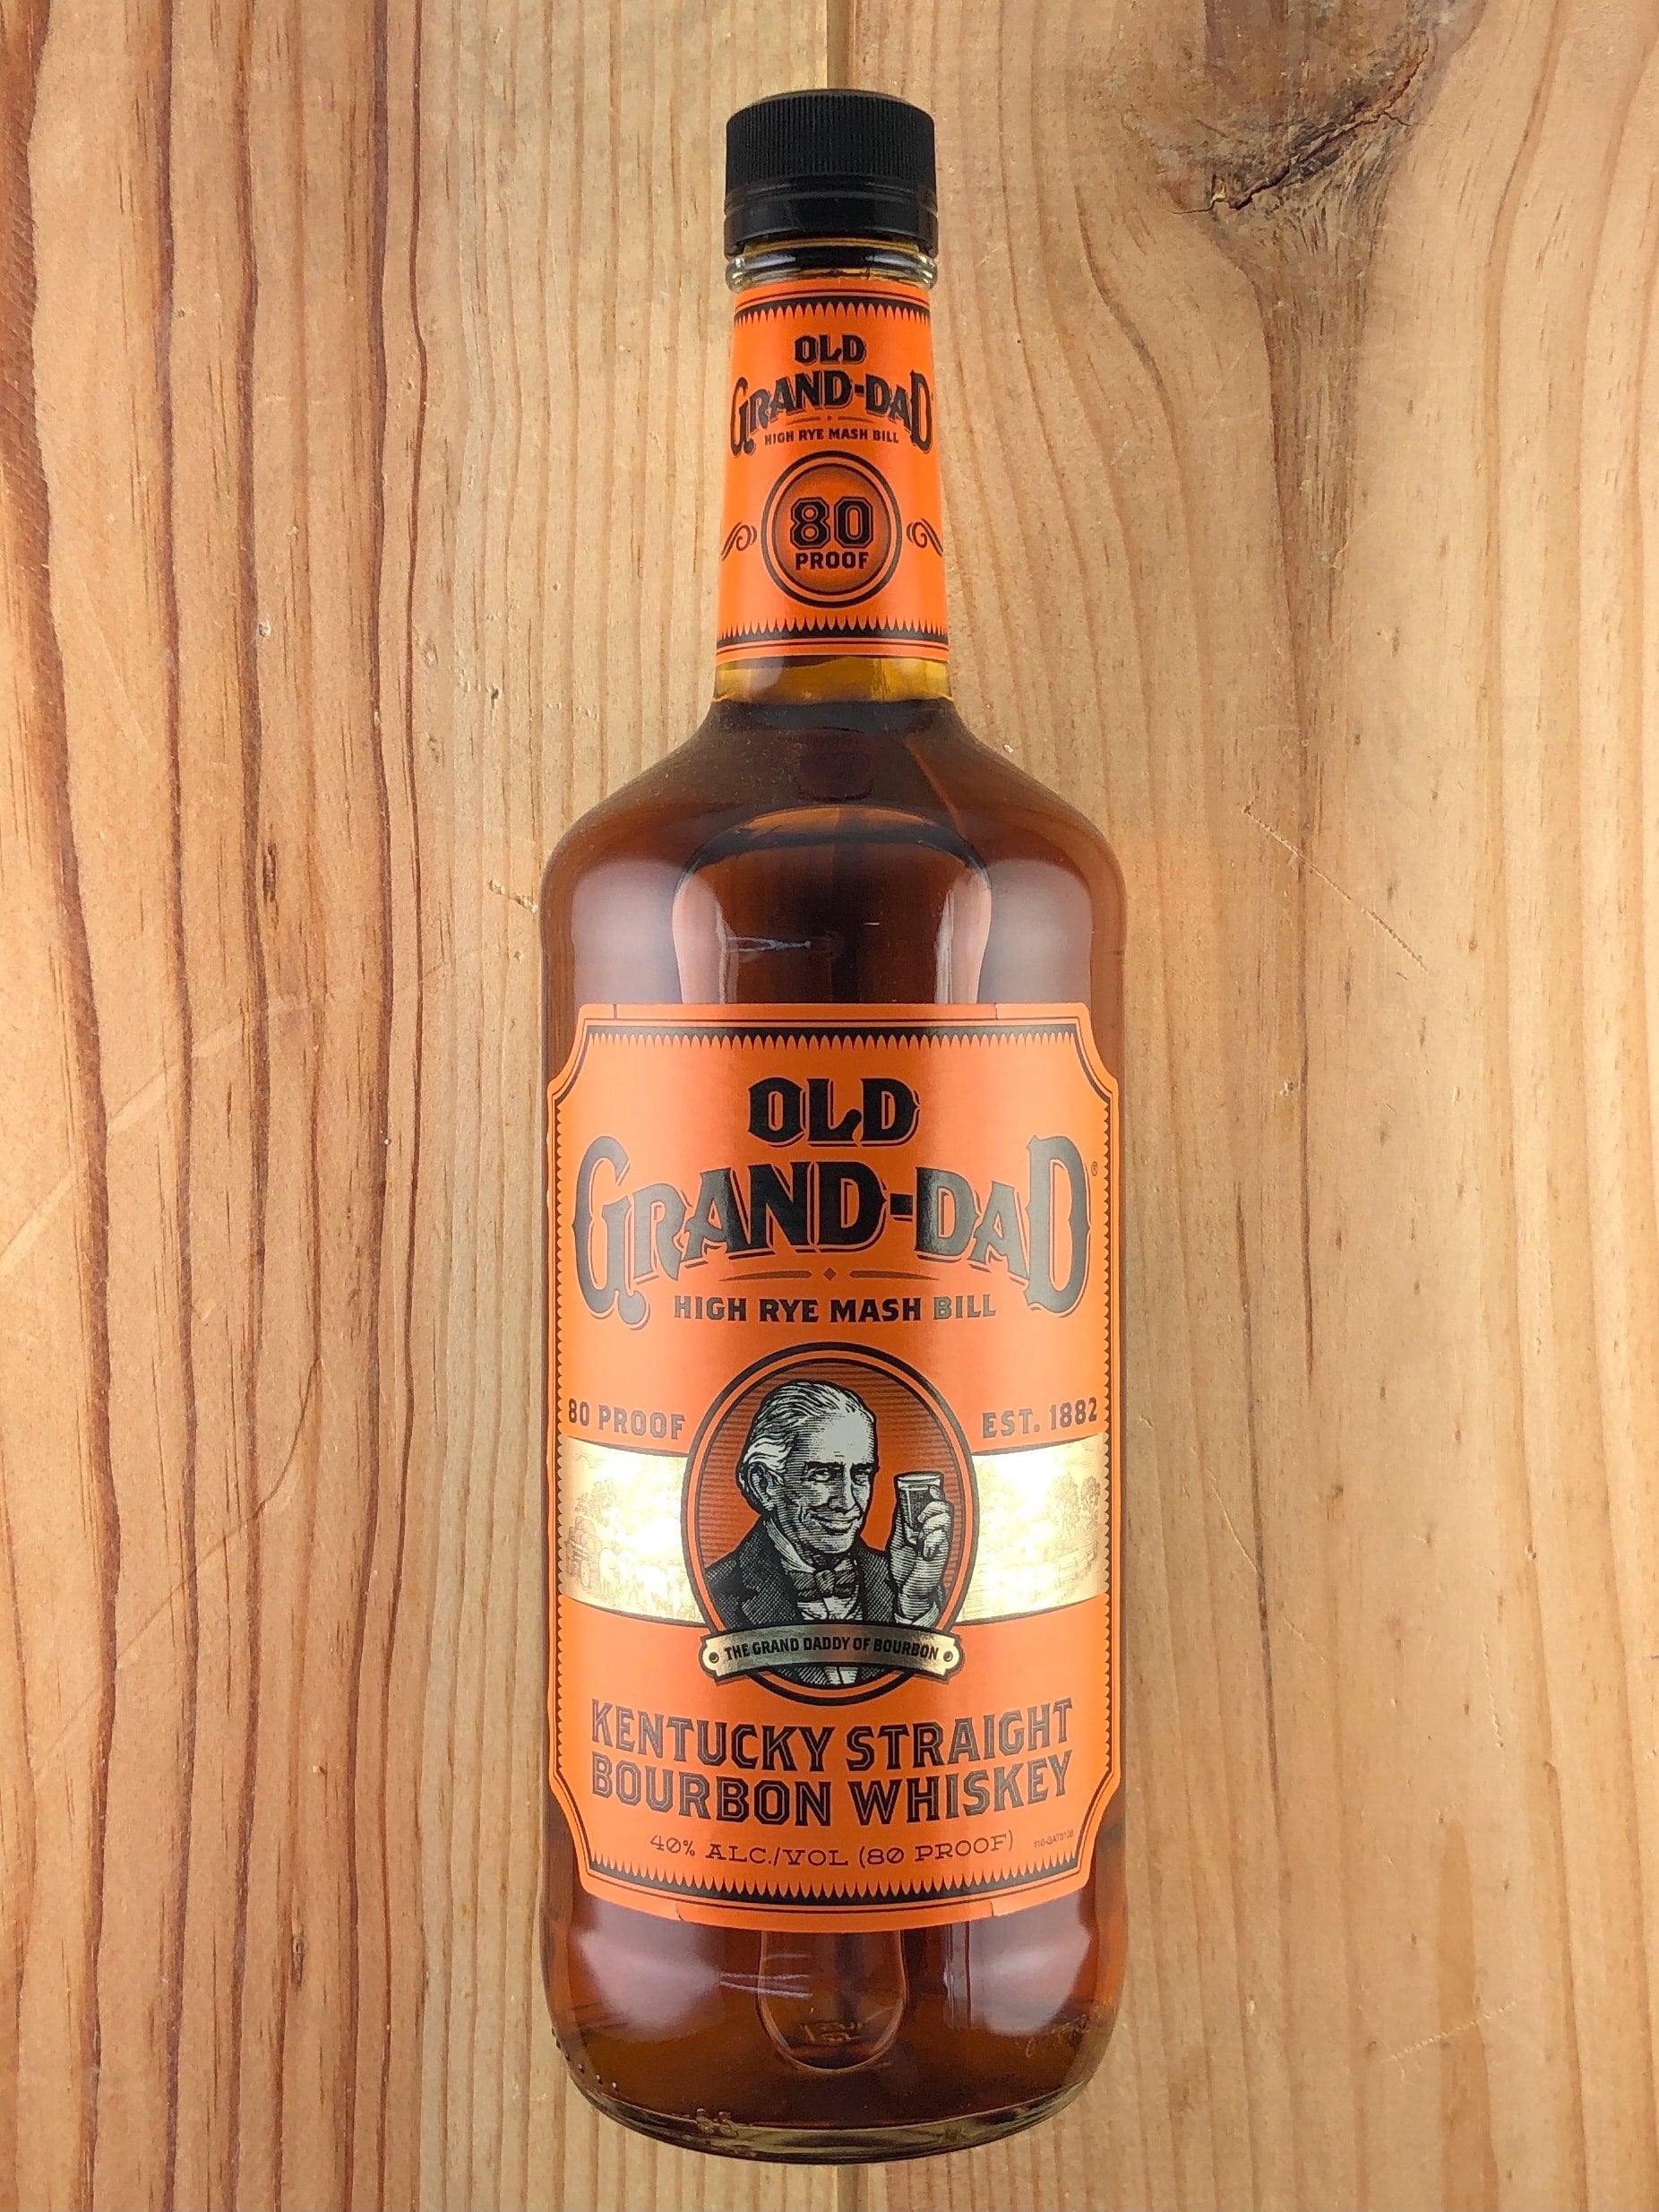 OLD
GRAND-DAD
HIGH RYE MASH BILL
80
PROOF
OLD
GRAND-DAD®
HIGH RYE MASH BILL
80 PROOF
EST. 1882
THE GRAND DADDY OF BOURBON
KENTUCKY STRAIGHT
BOURBON WHISKEY
40% ALC./VOL (80 PROOF)